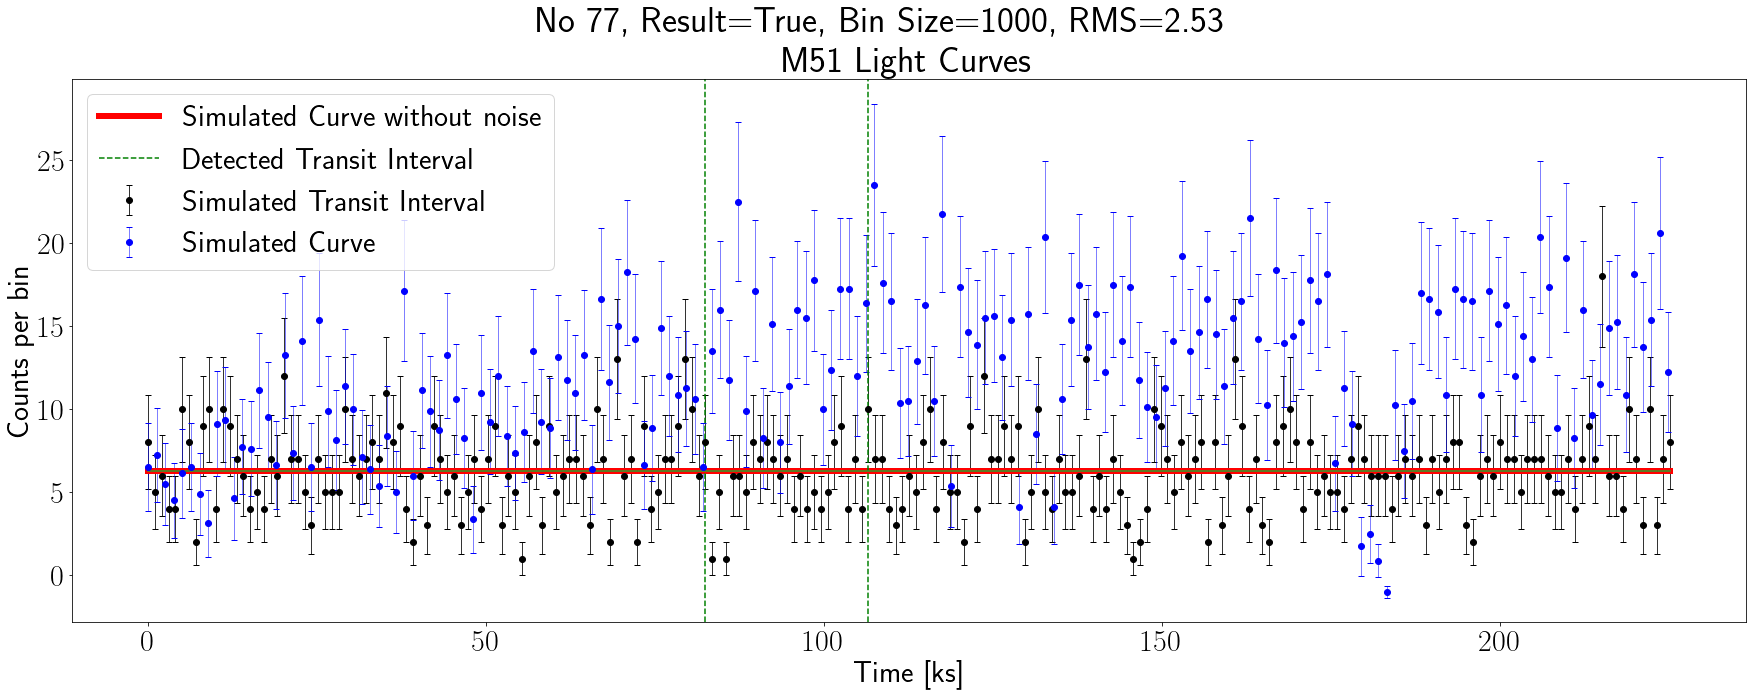 No 77, Result=True, Bin Size=1000, RMS=2.53
M51 Light Curves
Simulated Curve without noise
Detected Transit Interval
Simulated Transit Interval
Simulated Curve
Counts per bin
25
20
15
10
5
0
0 50 100 150 200
Time [ks]